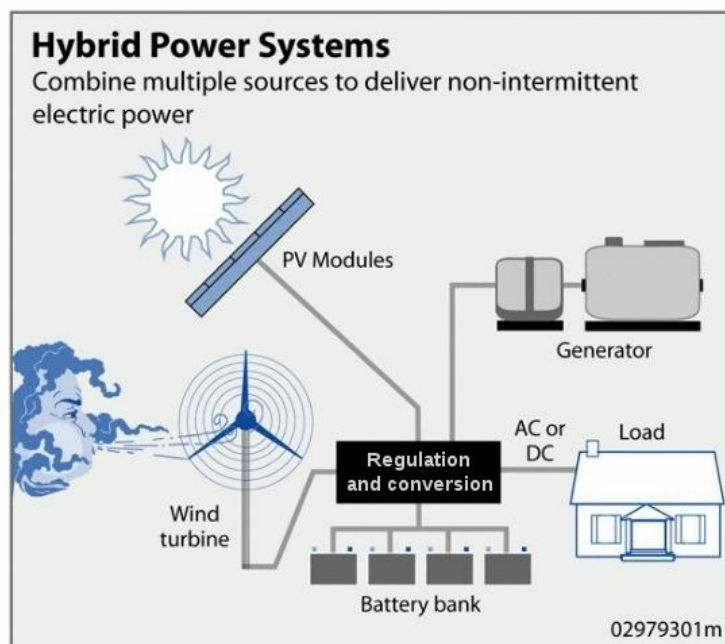 Hybrid Power Systems
Combine multiple sources to deliver non-intermittent
electric power
PV Modules
Generator
AC or
DC
Load
Regulation
and conversion
Wind
turbine
Battery bank
02979301m